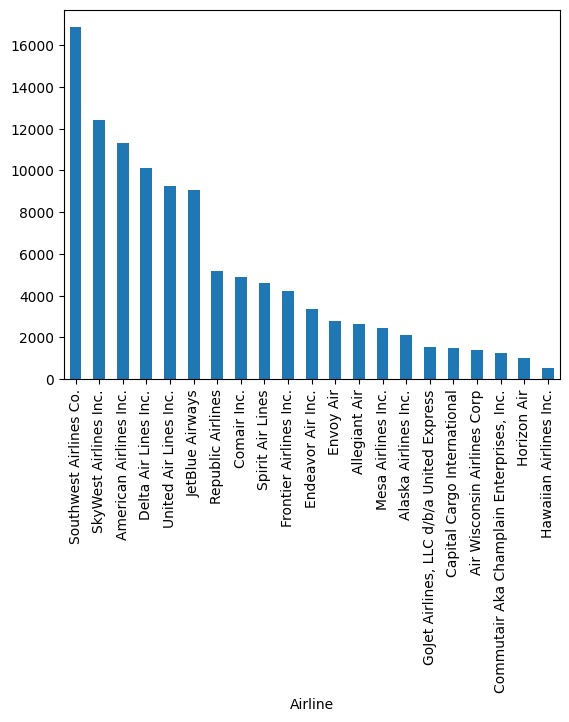 16000
14000
12000
10000
8000
6000
4000
2000
0
Southwest Airlines Co.
SkyWest Airlines Inc.
American Airlines Inc.
Delta Air Lines Inc.
United Air Lines Inc.
JetBlue Airways
Republic Airlines
Comair Inc.
Spirit Air Lines
Frontier Airlines Inc.
Endeavor Air Inc.
Envoy Air
Allegiant Air
Mesa Airlines Inc.
Alaska Airlines Inc.
GoJet Airlines, LLC d/b/a United Express
Capital Cargo International
Air Wisconsin Airlines Corp
Commutair Aka Champlain Enterprises, Inc.
Horizon Air
Hawaiian Airlines Inc.
Airline